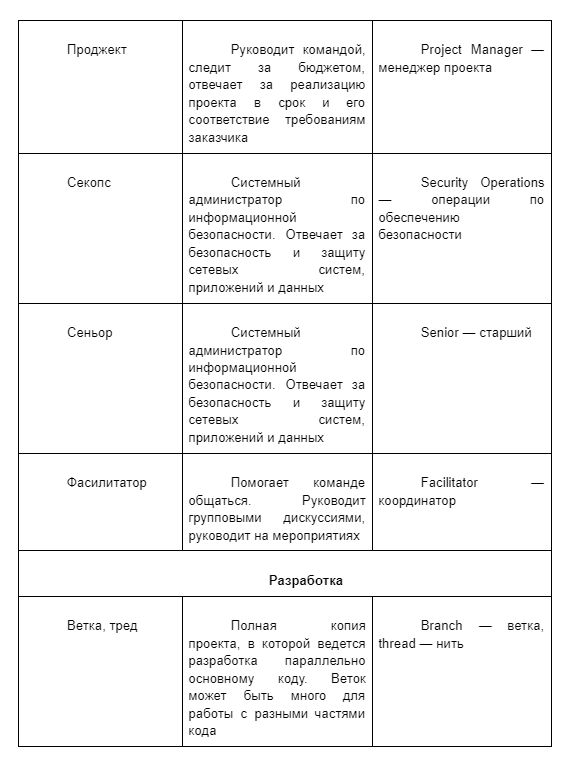 Проджект
Руководит командой,
следит за бюджетом,
отвечает за реализацию
проекта в срок и его
соответствие требованиям
заказчика
Project Manager —
менеджер проекта
Секопс
Системный
администратор по
информационной
безопасности. Отвечает за
безопасность и защиту
сетевых систем,
приложений и данных
Security Operations
— операции по
обеспечению
безопасности
Сеньор
Системный
администратор по
информационной
безопасности. Отвечает за
безопасность и защиту
сетевых систем,
приложений и данных
Senior — старший
Фасилитатор
Помогает команде
общаться. Руководит
групповыми дискуссиями,
руководит на мероприятиях
Facilitator —
координатор
Разработка
Ветка, тред
Полная копия
проекта, в которой ведется
разработка параллельно
основному коду. Веток
может быть много для
работы с разными частями
кода
Branch — ветка,
thread — нить